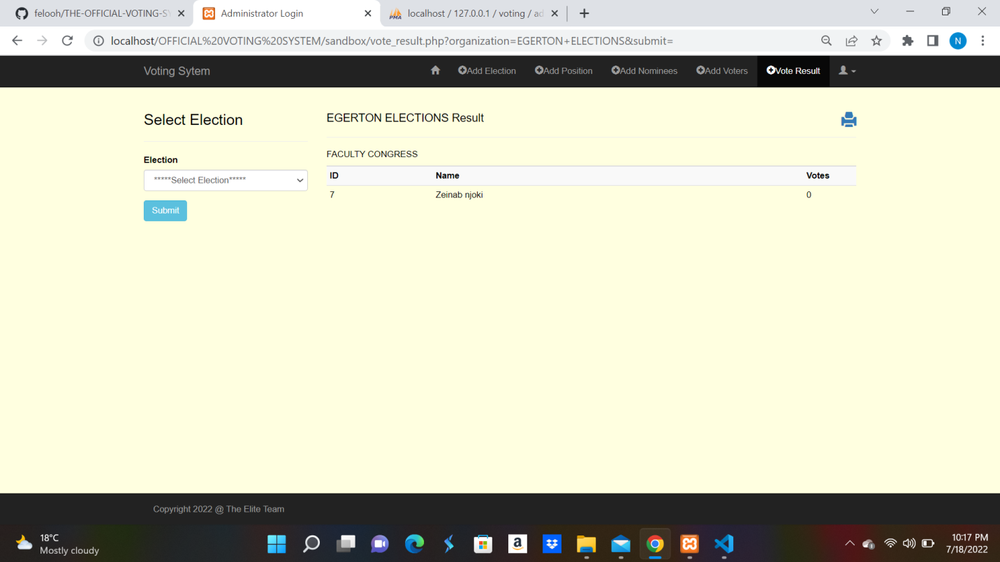 felooh/THE-OFFICIAL-VOTING-SY
Administrator Login
localhost / 127.0.0.1 / voting / ad
localhost/OFFICIAL%20VOTING%20SYSTEM/sandbox/vote_result.php?organization=EGERTON+ELECTIONS&submit=
N
Voting Sytem
Add Election
Add Position
Add Nominees
Add Voters
Vote Result
Select Election
Election
*****Select Election*****
Submit
EGERTON ELECTIONS Result
FACULTY CONGRESS
ID Name Votes
7 Zeinab njoki 0
Copyright 2022 @ The Elite Team
18°C
Mostly cloudy
10:17 PM
7/18/2022